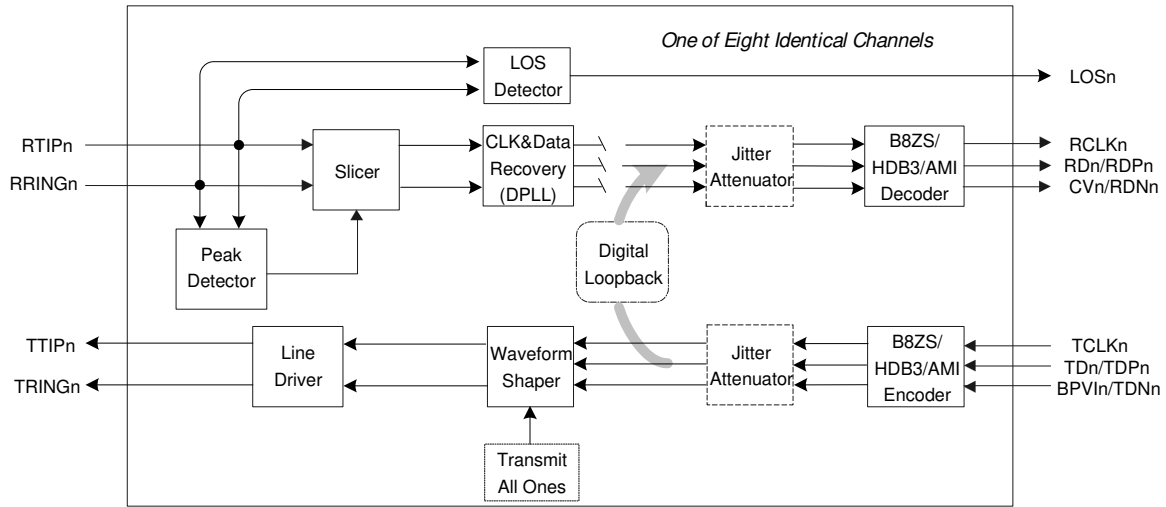 One of Eight Identical Channels
LOS
Detector
LOSn
RTIPn
RRINGn
Slicer
CLK&Data
Recovery
(DPLL)
Jitter
Attenuator
B8ZS/
HDB3/AMI
Decoder
RCLKn
RDn/RDPn
CVn/RDNn
Peak
Detector
Digital
Loopback
TTIPn
TRINGn
Line
Driver
Waveform
Shaper
Jitter
Attenuator
B8ZS/
HDB3/AMI
Encoder
TCLKn
TDn/TDPn
BPVIn/TDNn
Transmit
All Ones